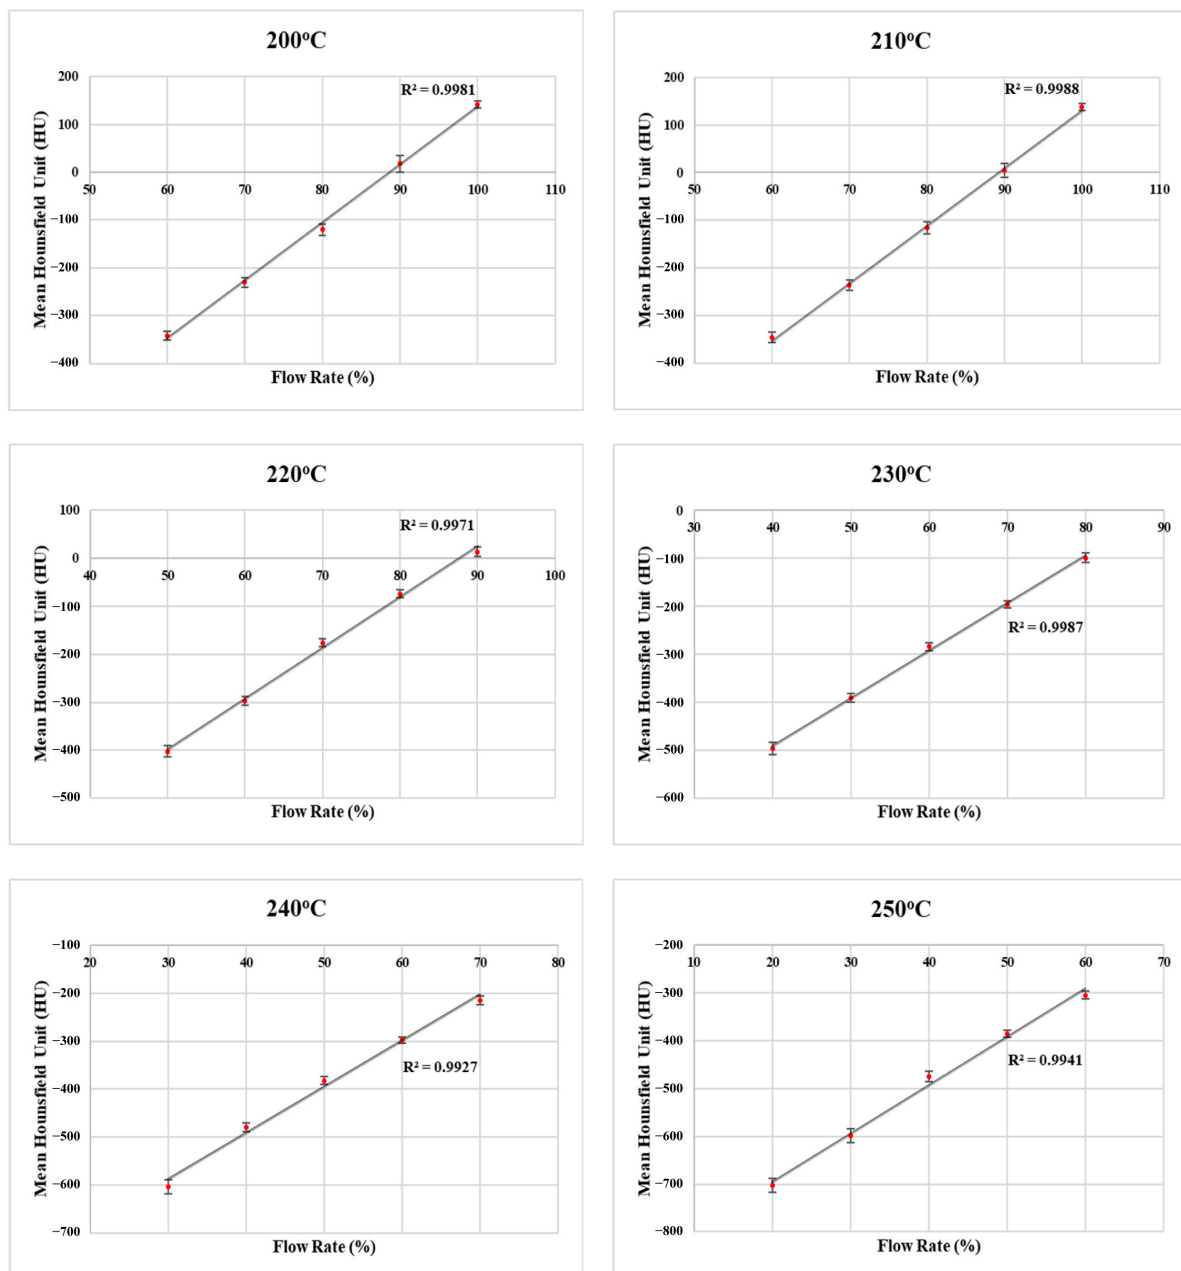 200°C
R² = 0.9981
Mean Hounsfield Unit (HU)
200
100
0
−100
−200
−300
−400
50 60 70 80 90 100 110
Flow Rate (%)
210°C
R² = 0.9988
Mean Hounsfield Unit (HU)
200
100
0
−100
−200
−300
−400
50 60 70 80 90 100 110
Flow Rate (%)
220°C
R² = 0.9971
Mean Hounsfield Unit (HU)
100
0
−100
−200
−300
−400
−500
40 50 60 70 80 90 100
Flow Rate (%)
230°C
Mean Hounsfield Unit (HU)
0
−100
−200
−300
−400
−500
−600
30 40 50 60 70 80 90
R² = 0.9987
Flow Rate (%)
240°C
Mean Hounsfield Unit (HU)
−100
−200
−300
−400
−500
−600
−700
20 30 40 50 60 70 80
R² = 0.9927
Flow Rate (%)
250°C
Mean Hounsfield Unit (HU)
−200
−300
−400
−500
−600
−700
−800
10 20 30 40 50 60 70
R² = 0.9941
Flow Rate (%)